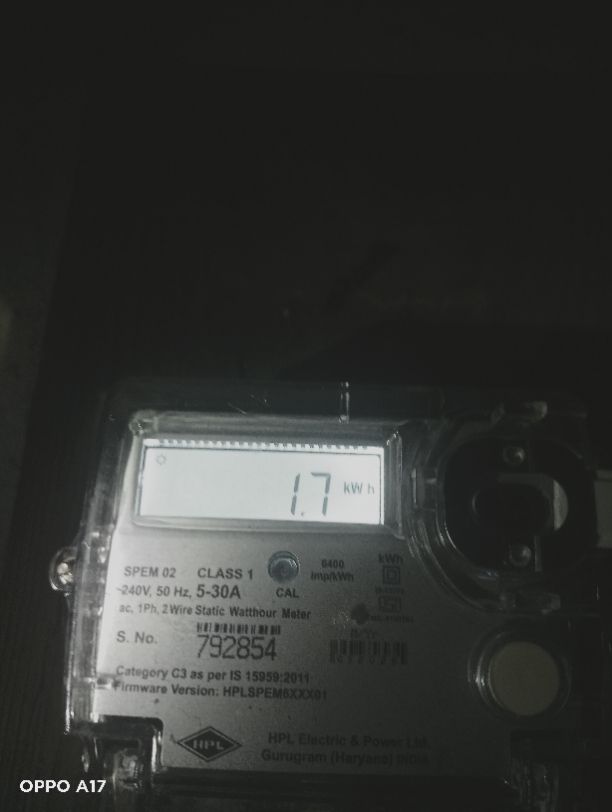 1.7 kWh
SPEM 02 CLASS 1
6400
imp/kWh
kWh
~240V, 50 Hz, 5-30A
CAL
ac, 1Ph, 2 Wire Static Watthour Meter
S. No.
792854
Category C3 as per IS 15959:2011
Firmware Version: HPLSPEM6XXX01
HPL
HPL Electric & Power Ltd.
Gurugram (Haryana) INDIA
OPPO A17